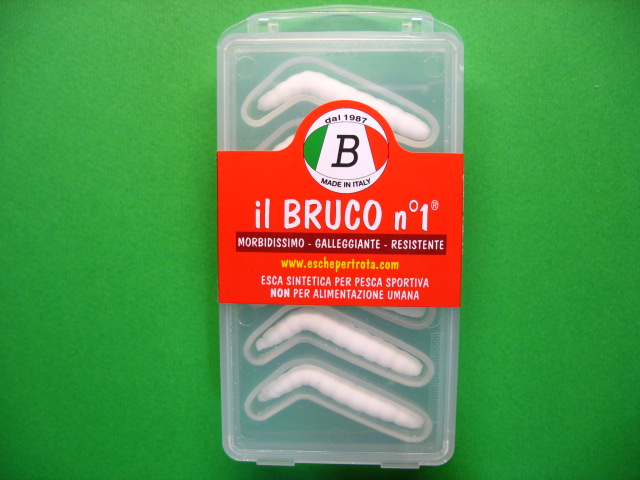 dal 1987
B
MADE IN ITALY
il BRUCO n°1®
MORBIDISSIMO - GALLEGGIANTE - RESISTENTE
www.eschepertrota.com
ESCA SINTETICA PER PESCA SPORTIVA
NON PER ALIMENTAZIONE UMANA